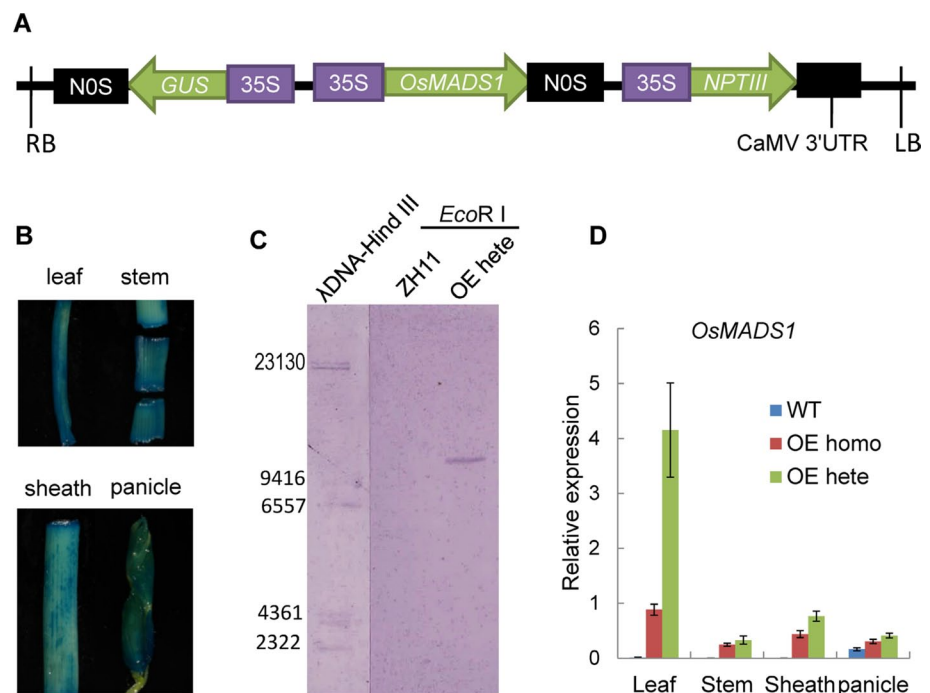 A
N0S GUS 35S 35S OsMADS1 N0S 35S NPTIII
RB CaMV 3'UTR LB
B
leaf stem
sheath panicle
C
λDNA-Hind III
EcoR I
ZH11
OE hete
23130
9416
6557
4361
2322
D
OsMADS1
Relative expression
6
5
4
3
2
1
0
WT
OE homo
OE hete
Leaf Stem Sheath panicle